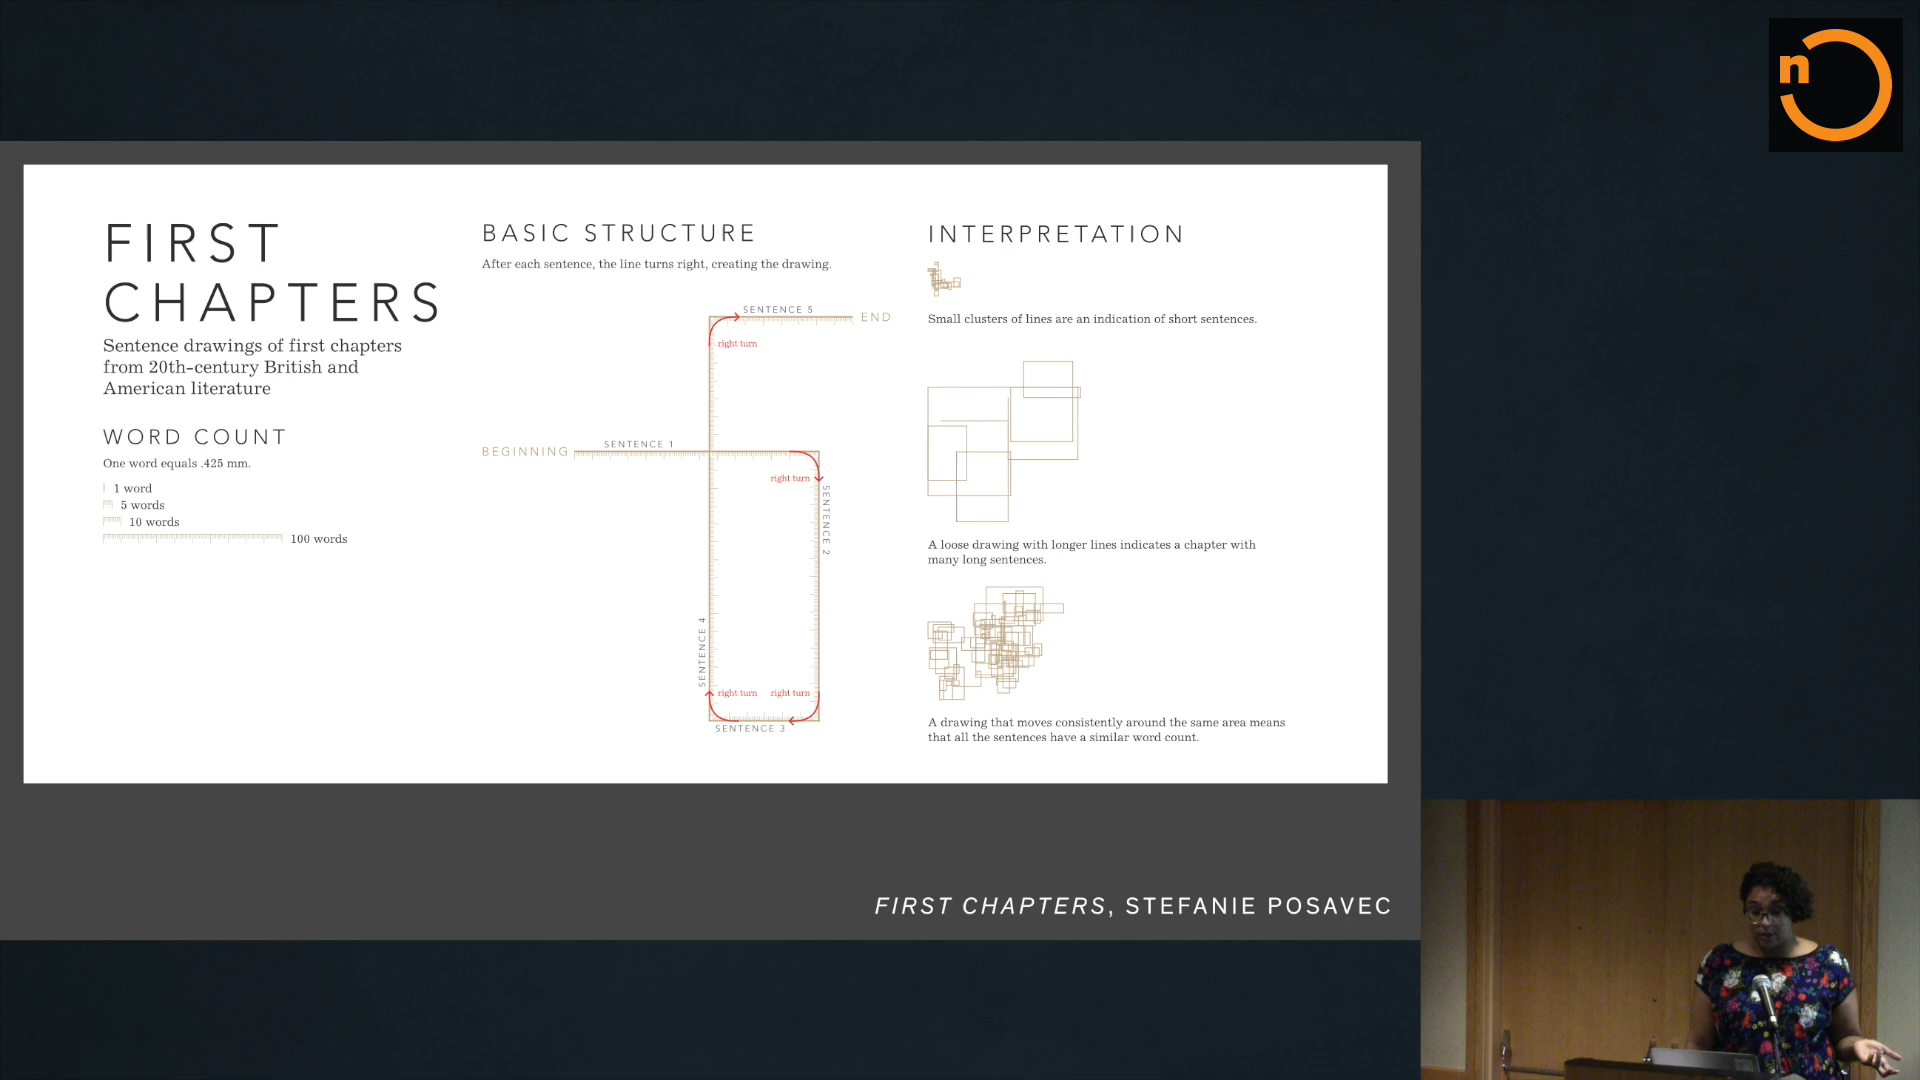 n
FIRST
CHAPTERS
Sentence drawings of first chapters
from 20th-century British and
American literature
WORD COUNT
One word equals .425 mm.
1 word
5 words
10 words
100 words
BASIC STRUCTURE
After each sentence, the line turns right, creating the drawing.
SENTENCE 5
END
right turn
SENTENCE 1
BEGINNING
right turn
SENTENCE 2
SENTENCE 4
right turn
right turn
SENTENCE 3
INTERPRETATION
Small clusters of lines are an indication of short sentences.
A loose drawing with longer lines indicates a chapter with
many long sentences.
A drawing that moves consistently around the same area means
that all the sentences have a similar word count.
FIRST CHAPTERS, STEFANIE POSAVEC